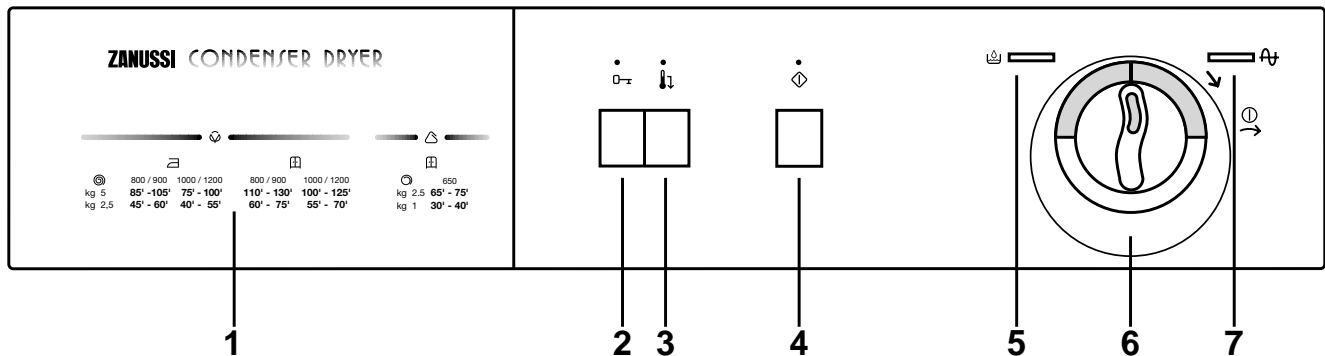 ZANUSSI CONDENSER DRYER
800 / 900 1000 / 1200 800 / 900 1000 / 1200 650
kg 5 85' -105' 75' - 100' 110' - 130' 100' - 125' kg 2.5 65' - 75'
kg 2,5 45' - 60' 40' - 55' 60' - 75' 55' - 70' kg 1 30' - 40'
1 2 3 4 5 6 7